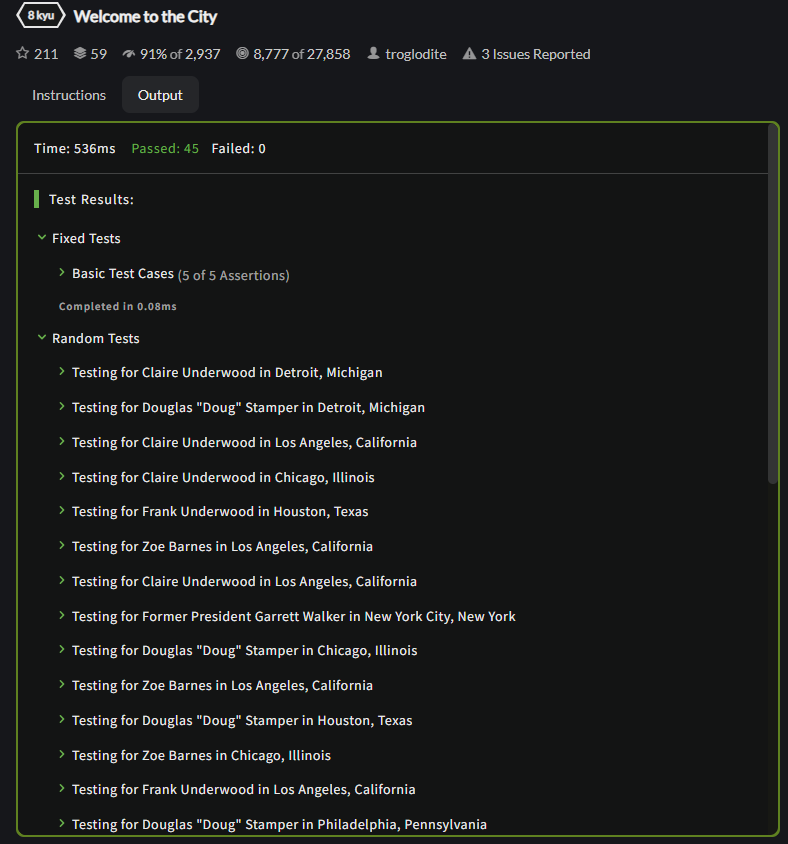 8 kyu Welcome to the City
211 59 91% of 2,937 8,777 of 27,858 troglodite 3 Issues Reported
Instructions Output
Time: 536ms Passed: 45 Failed: 0
Test Results:
Fixed Tests
Basic Test Cases (5 of 5 Assertions)
Completed in 0.08ms
Random Tests
Testing for Claire Underwood in Detroit, Michigan
Testing for Douglas "Doug" Stamper in Detroit, Michigan
Testing for Claire Underwood in Los Angeles, California
Testing for Claire Underwood in Chicago, Illinois
Testing for Frank Underwood in Houston, Texas
Testing for Zoe Barnes in Los Angeles, California
Testing for Claire Underwood in Los Angeles, California
Testing for Former President Garrett Walker in New York City, New York
Testing for Douglas "Doug" Stamper in Chicago, Illinois
Testing for Zoe Barnes in Los Angeles, California
Testing for Douglas "Doug" Stamper in Houston, Texas
Testing for Zoe Barnes in Chicago, Illinois
Testing for Frank Underwood in Los Angeles, California
Testing for Douglas "Doug" Stamper in Philadelphia, Pennsylvania